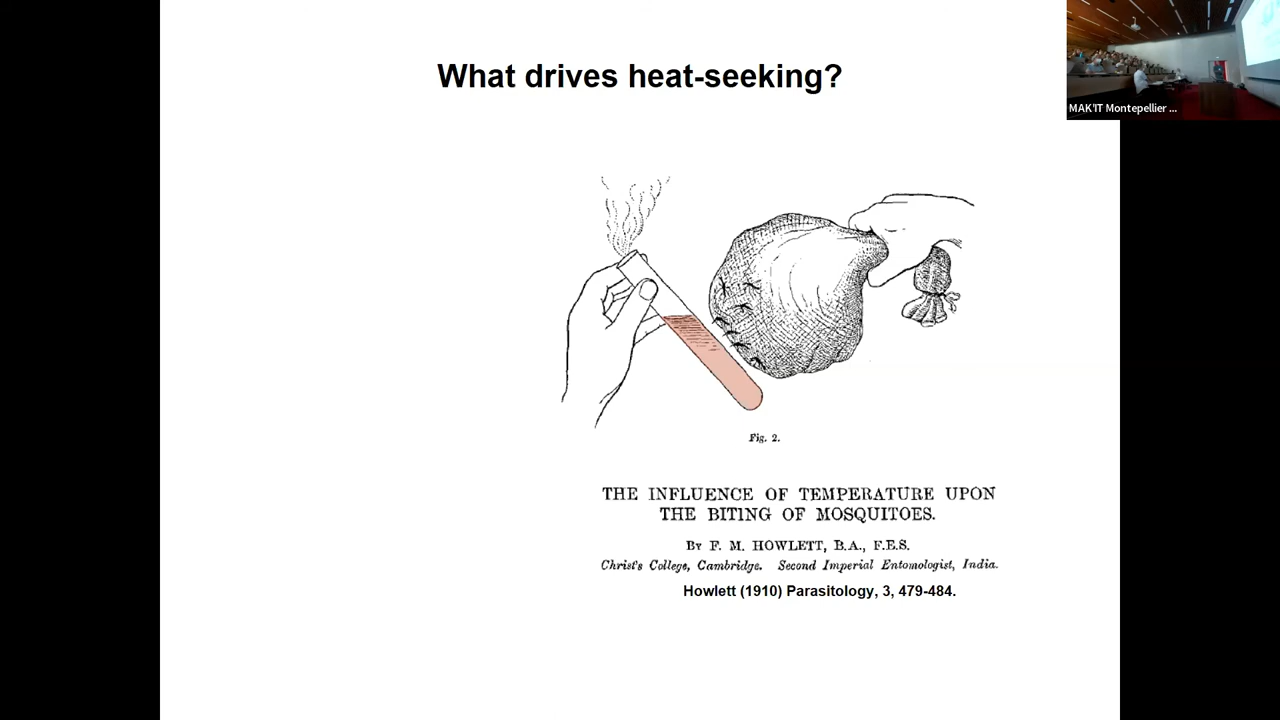 What drives heat-seeking?
MAK'IT Montepellier ...
Fig. 2.
THE INFLUENCE OF TEMPERATURE UPON
THE BITING OF MOSQUITOES.
By F. M. HOWLETT, B.A., F.E.S.
Christ's College, Cambridge. Second Imperial Entomologist, India.
Howlett (1910) Parasitology, 3, 479-484.